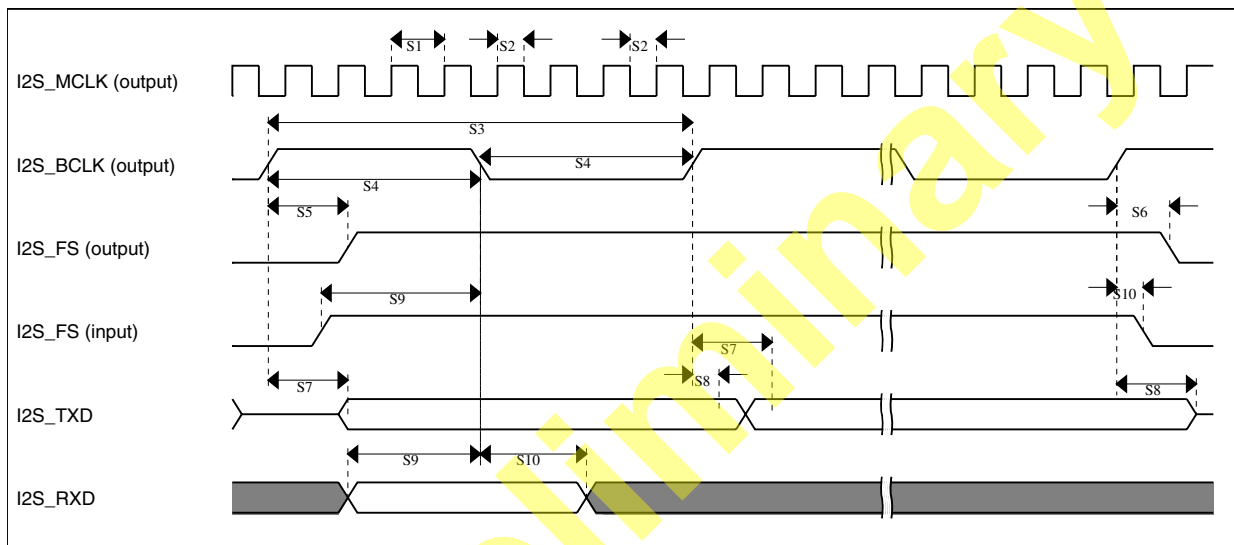 S1 S2 S2
I2S_MCLK (output)
S3
I2S_BCLK (output)
S4
S4
S5 S6
I2S_FS (output)
S9 S10
I2S_FS (input)
S7
S7 S8 S8
I2S_TXD
S9 S10
I2S_RXD
eliminary